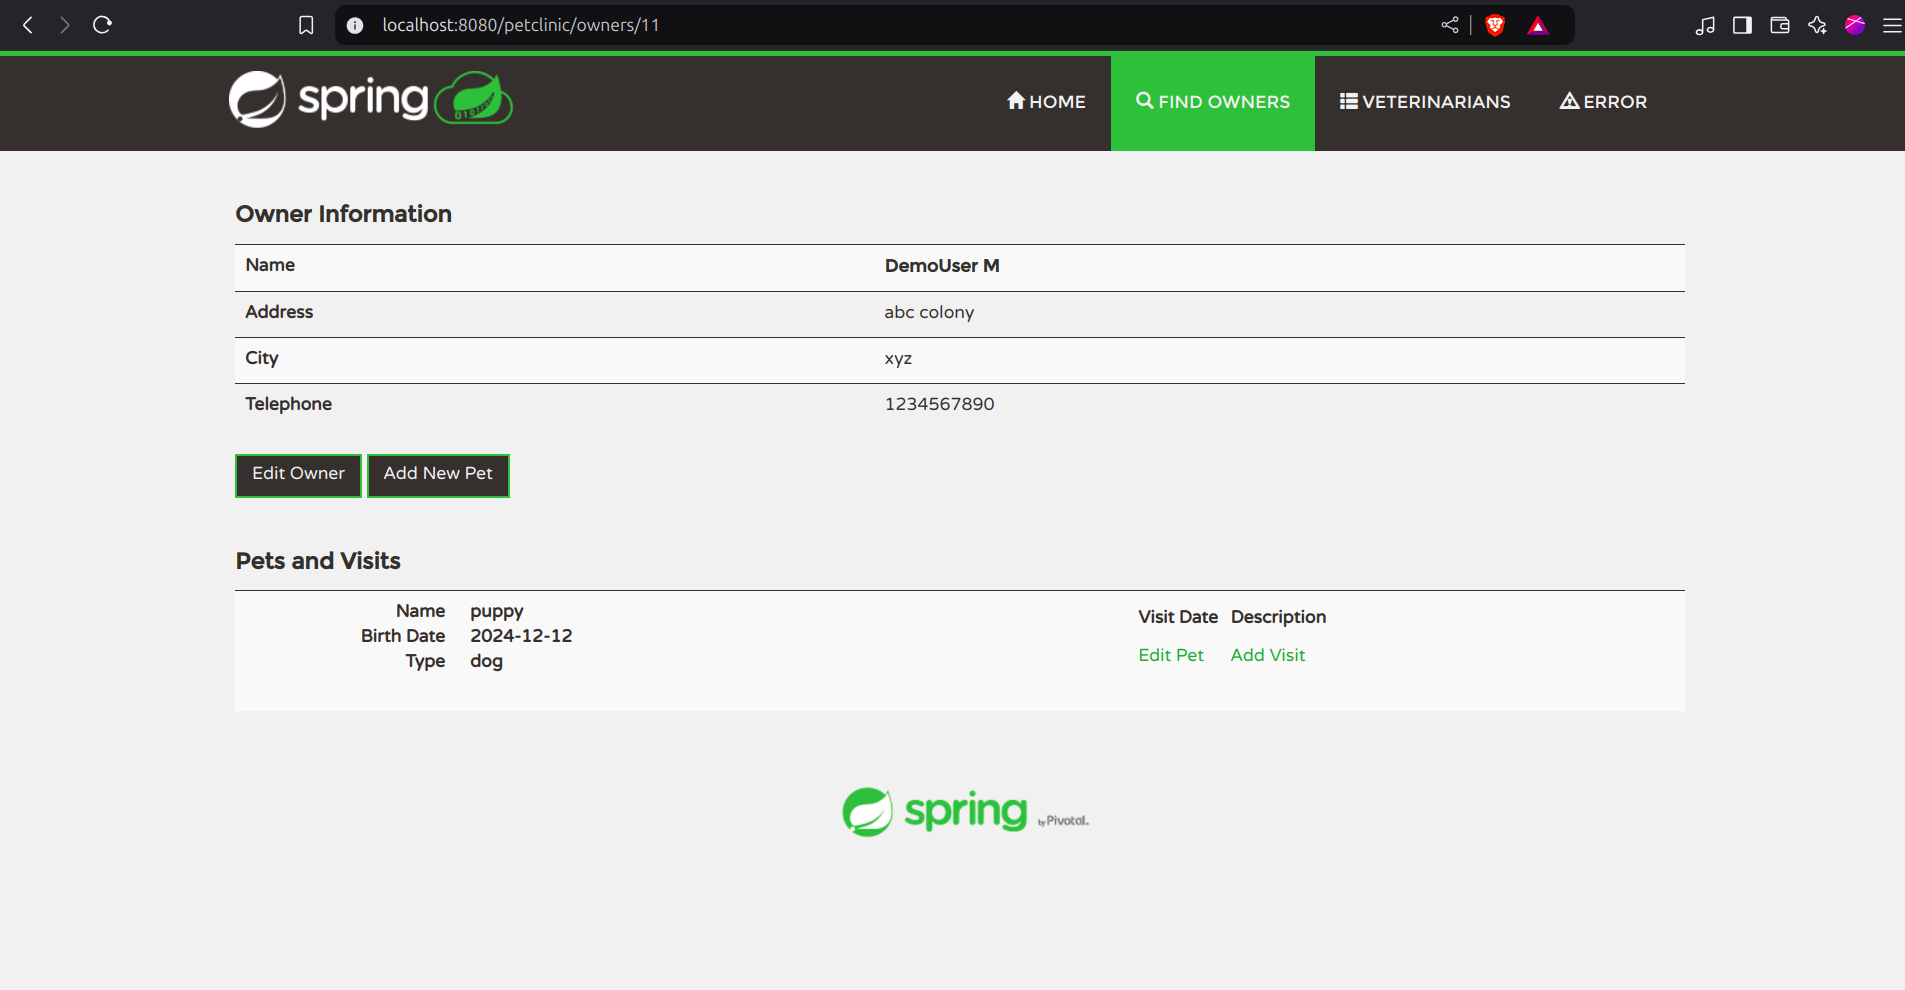 localhost:8080/petclinic/owners/11
spring
HOME
FIND OWNERS
VETERINARIANS
ERROR
Owner Information
Name DemoUser M
Address abc colony
City xyz
Telephone 1234567890
Edit Owner Add New Pet
Pets and Visits
Name puppy
Birth Date 2024-12-12
Type dog
Visit Date Description
Edit Pet Add Visit
spring by Pivotal.